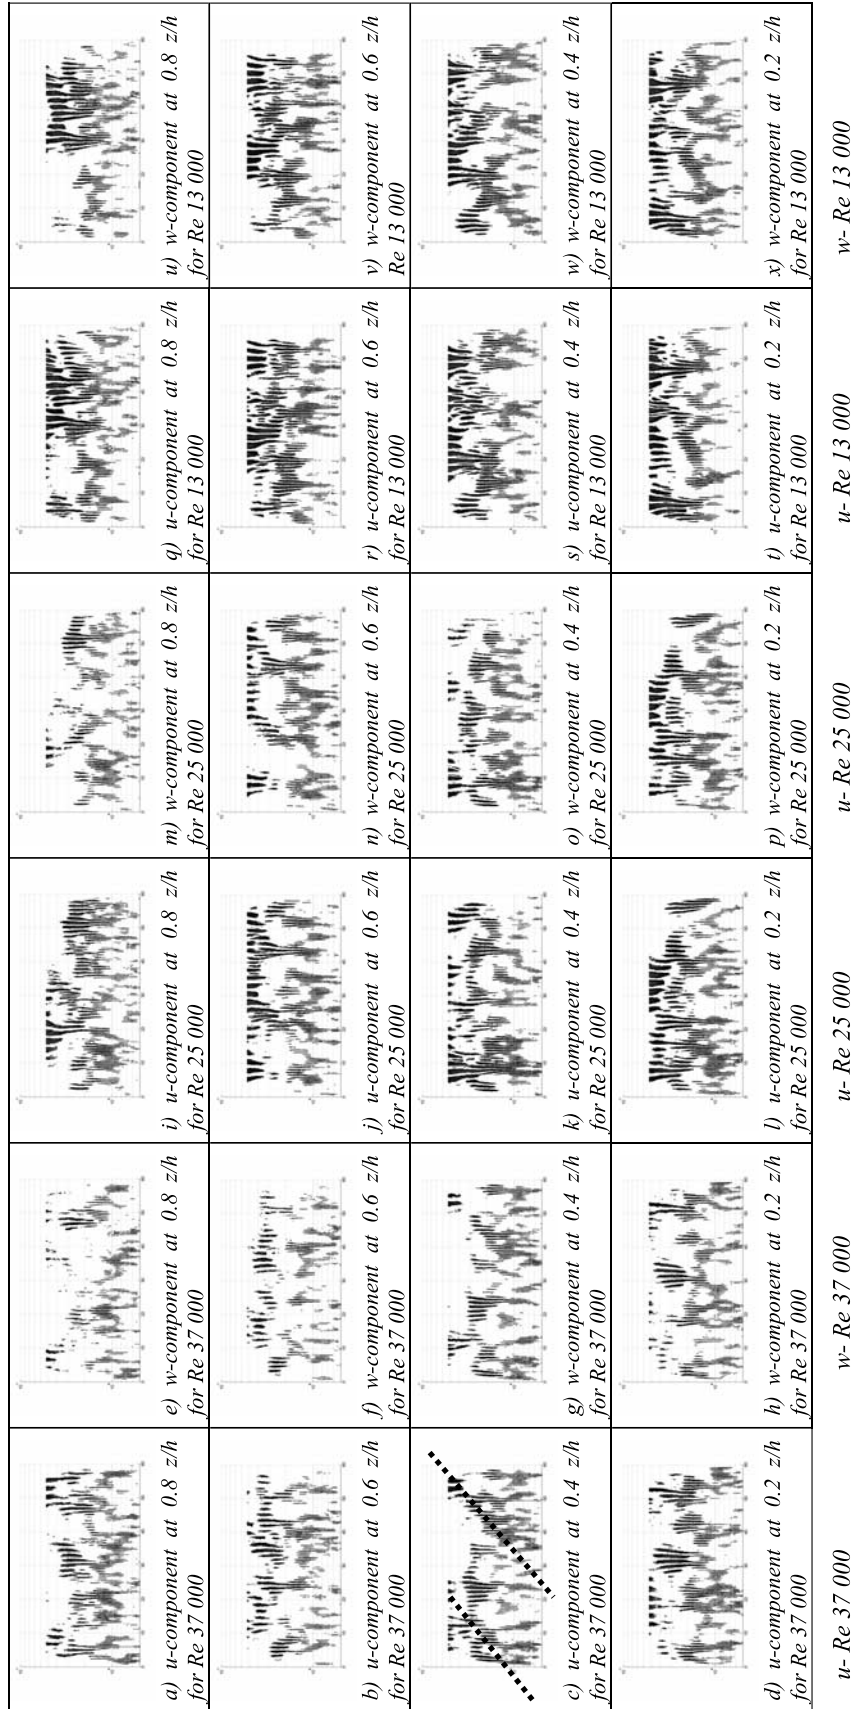 a) u-component at 0.8 z/h
for Re 37 000
e) w-component at 0.8 z/h
for Re 37 000
i) u-component at 0.8 z/h
for Re 25 000
m) w-component at 0.8 z/h
for Re 25 000
q) u-component at 0.8 z/h
for Re 13 000
u) w-component at 0.8 z/h
for Re 13 000
b) u-component at 0.6 z/h
for Re 37 000
f) w-component at 0.6 z/h
for Re 37 000
j) u-component at 0.6 z/h
for Re 25 000
n) w-component at 0.6 z/h
for Re 25 000
r) u-component at 0.6 z/h
for Re 13 000
v) w-component at 0.6 z/h
Re 13 000
c) u-component at 0.4 z/h
for Re 37 000
g) w-component at 0.4 z/h
for Re 37 000
k) u-component at 0.4 z/h
for Re 25 000
o) w-component at 0.4 z/h
for Re 25 000
s) u-component at 0.4 z/h
for Re 13 000
w) w-component at 0.4 z/h
for Re 13 000
d) u-component at 0.2 z/h
for Re 37 000
h) w-component at 0.2 z/h
for Re 37 000
l) u-component at 0.2 z/h
for Re 25 000
p) w-component at 0.2 z/h
for Re 25 000
t) u-component at 0.2 z/h
for Re 13 000
x) w-component at 0.2 z/h
for Re 13 000
u- Re 37 000
w- Re 37 000
u- Re 25 000
u- Re 25 000
u- Re 13 000
w- Re 13 000